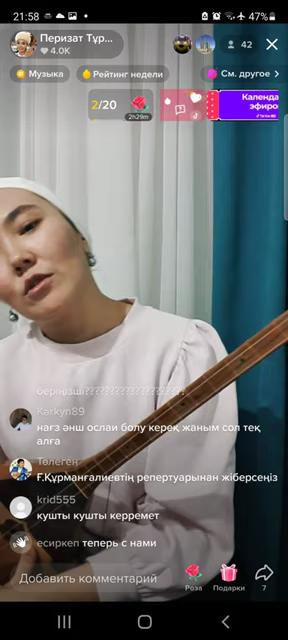 21:58
47%
Перизат Тұр...
4.0K
42
Музыка
Рейтинг недели
См. другое
2/20
2h29m
Календа
эфиро
беріңізші????????????????????
Karkyn89
нағз әнш ослаи болу керек жаным сол тек
алға
Төлеген
Ғ.Құрманғалиевтің репертуарынан жіберсеңіз
krid555
кушты кушты керремет
есиркеп теперь с нами
Добавить комментарий
Роза
Подарки
7